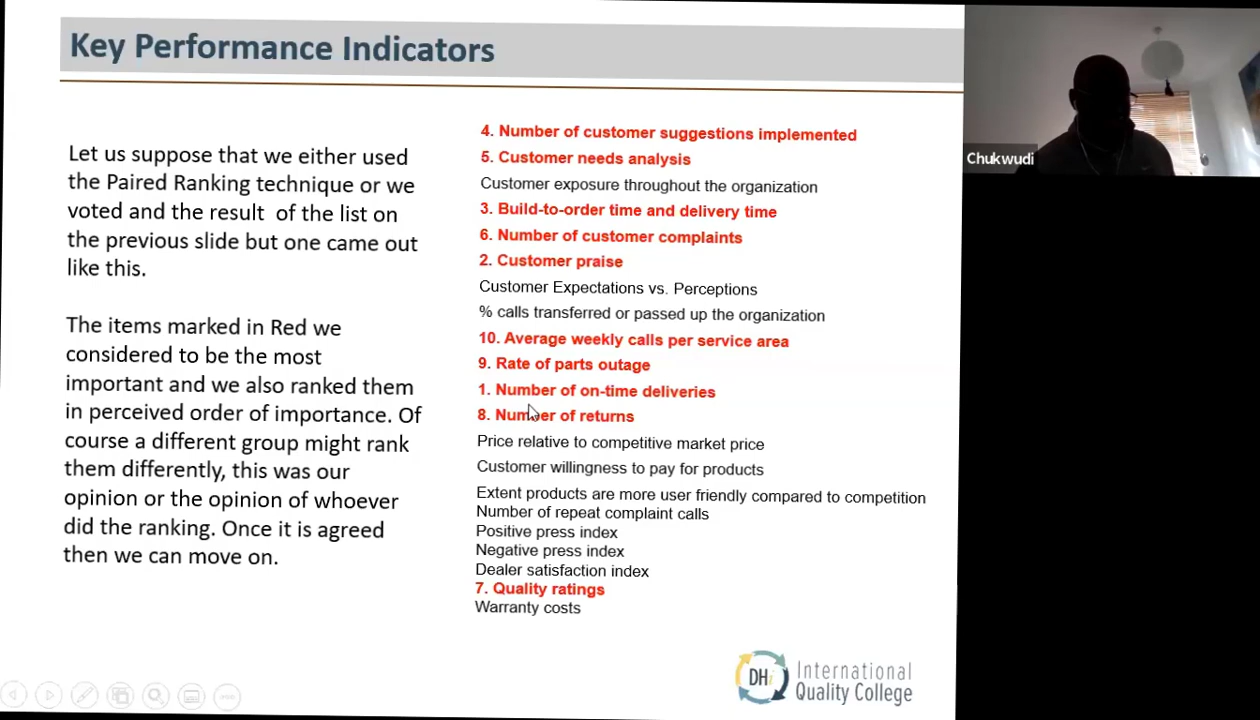 Key Performance Indicators
Let us suppose that we either used
the Paired Ranking technique or we
voted and the result of the list on
the previous slide but one came out
like this.
The items marked in Red we
considered to be the most
important and we also ranked them
in perceived order of importance. Of
course a different group might rank
them differently, this was our
opinion or the opinion of whoever
did the ranking. Once it is agreed
then we can move on.
4. Number of customer suggestions implemented
5. Customer needs analysis
Customer exposure throughout the organization
3. Build-to-order time and delivery time
6. Number of customer complaints
2. Customer praise
Customer Expectations vs. Perceptions
% calls transferred or passed up the organization
10. Average weekly calls per service area
9. Rate of parts outage
1. Number of on-time deliveries
8. Number of returns
Price relative to competitive market price
Customer willingness to pay for products
Extent products are more user friendly compared to competition
Number of repeat complaint calls
Positive press index
Negative press index
Dealer satisfaction index
7. Quality ratings
Warranty costs
DHi International
Quality College
Chukwudi